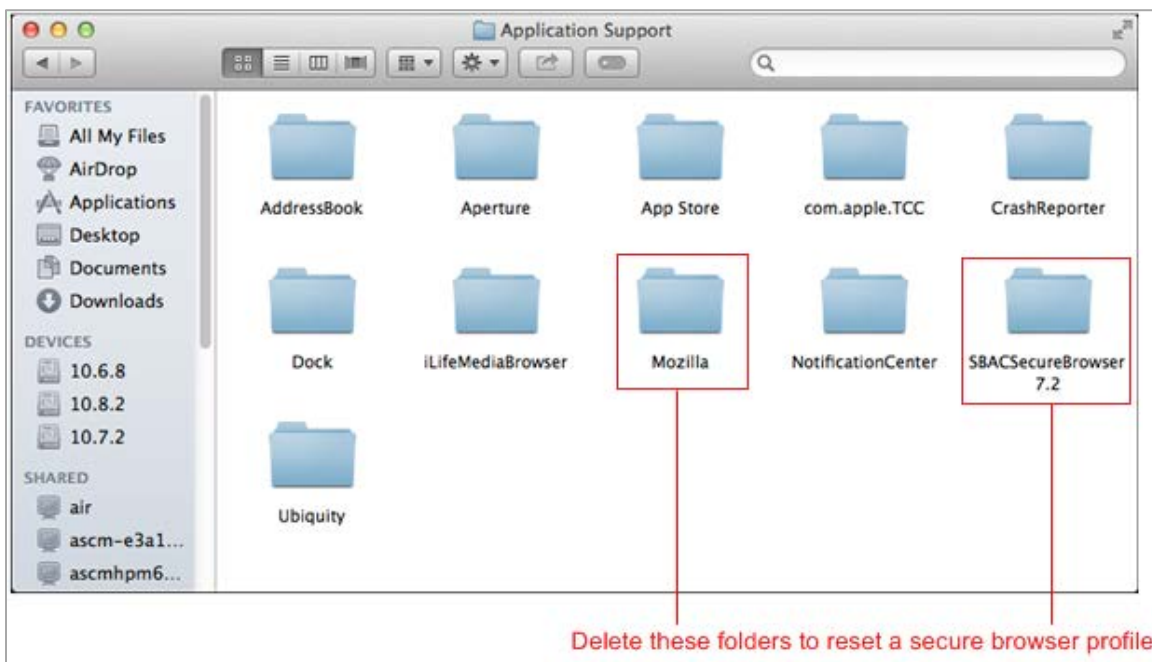 Application Support
FAVORITES
All My Files
AirDrop
Applications
Desktop
Documents
Downloads
DEVICES
10.6.8
10.8.2
10.7.2
SHARED
air
ascm-e3a1...
ascmhpm6...
AddressBook
Aperture
App Store
com.apple.TCC
CrashReporter
Dock
iLifeMediaBrowser
Mozilla
NotificationCenter
SBACSecureBrowser
7.2
Ubiquity
Delete these folders to reset a secure browser profile